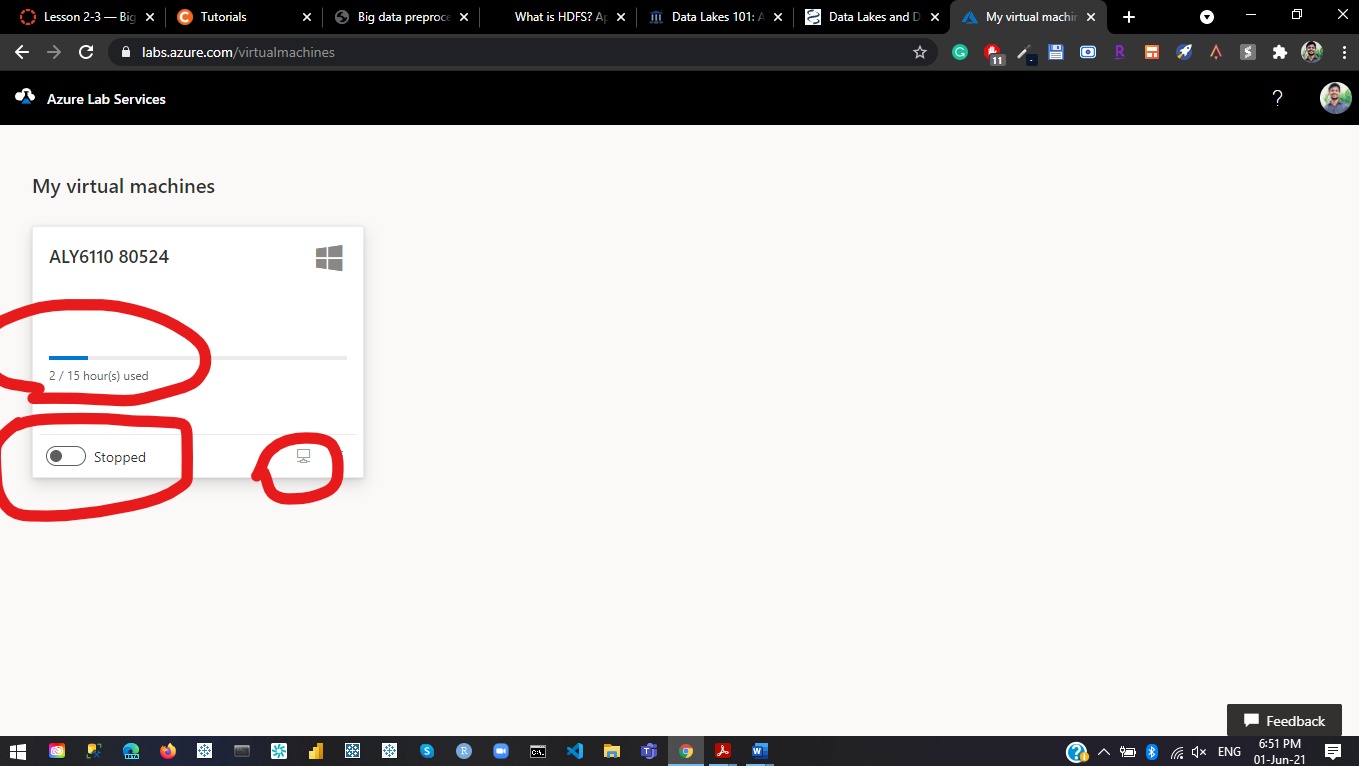 Lesson 2-3 — Big
Tutorials
Big data preproce
What is HDFS? Ap
Data Lakes 101: A
Data Lakes and D
My virtual machin
labs.azure.com/virtualmachines
11
Azure Lab Services
?
My virtual machines
ALY6110 80524
2 / 15 hour(s) used
Stopped
Feedback
ENG
6:51 PM
01-Jun-21